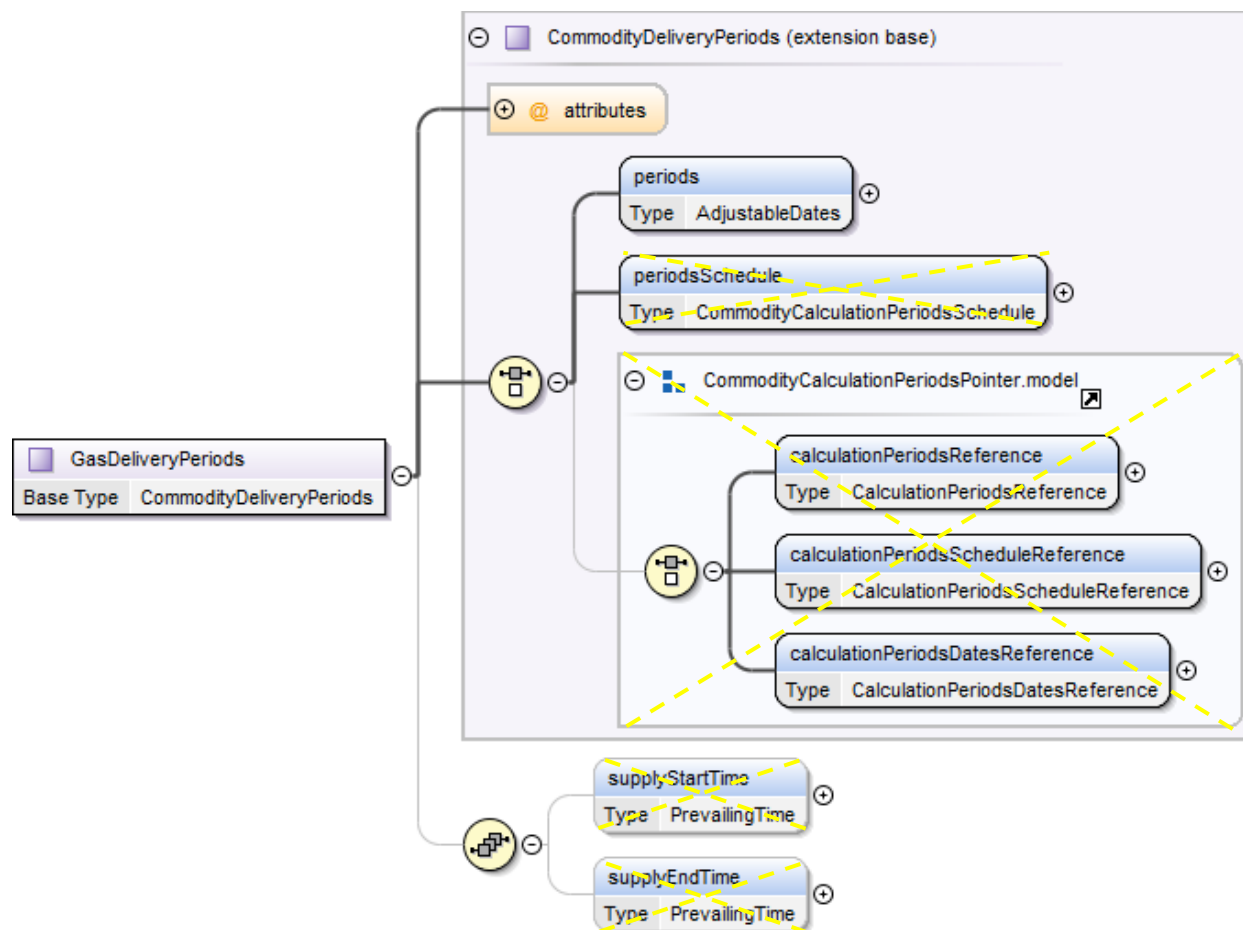 CommodityDeliveryPeriods (extension base)
@ attributes
periods
Type AdjustableDates
periodsSchedule
Type CommodityCalculationPeriodsSchedule
CommodityCalculationPeriodsPointer.model
GasDeliveryPeriods
Base Type CommodityDeliveryPeriods
calculationPeriodsReference
Type CalculationPeriodsReference
calculationPeriodsScheduleReference
Type CalculationPeriodsScheduleReference
calculationPeriodsDatesReference
Type CalculationPeriodsDatesReference
supplyStartTime
Type PrevailingTime
supplyEndTime
Type PrevailingTime